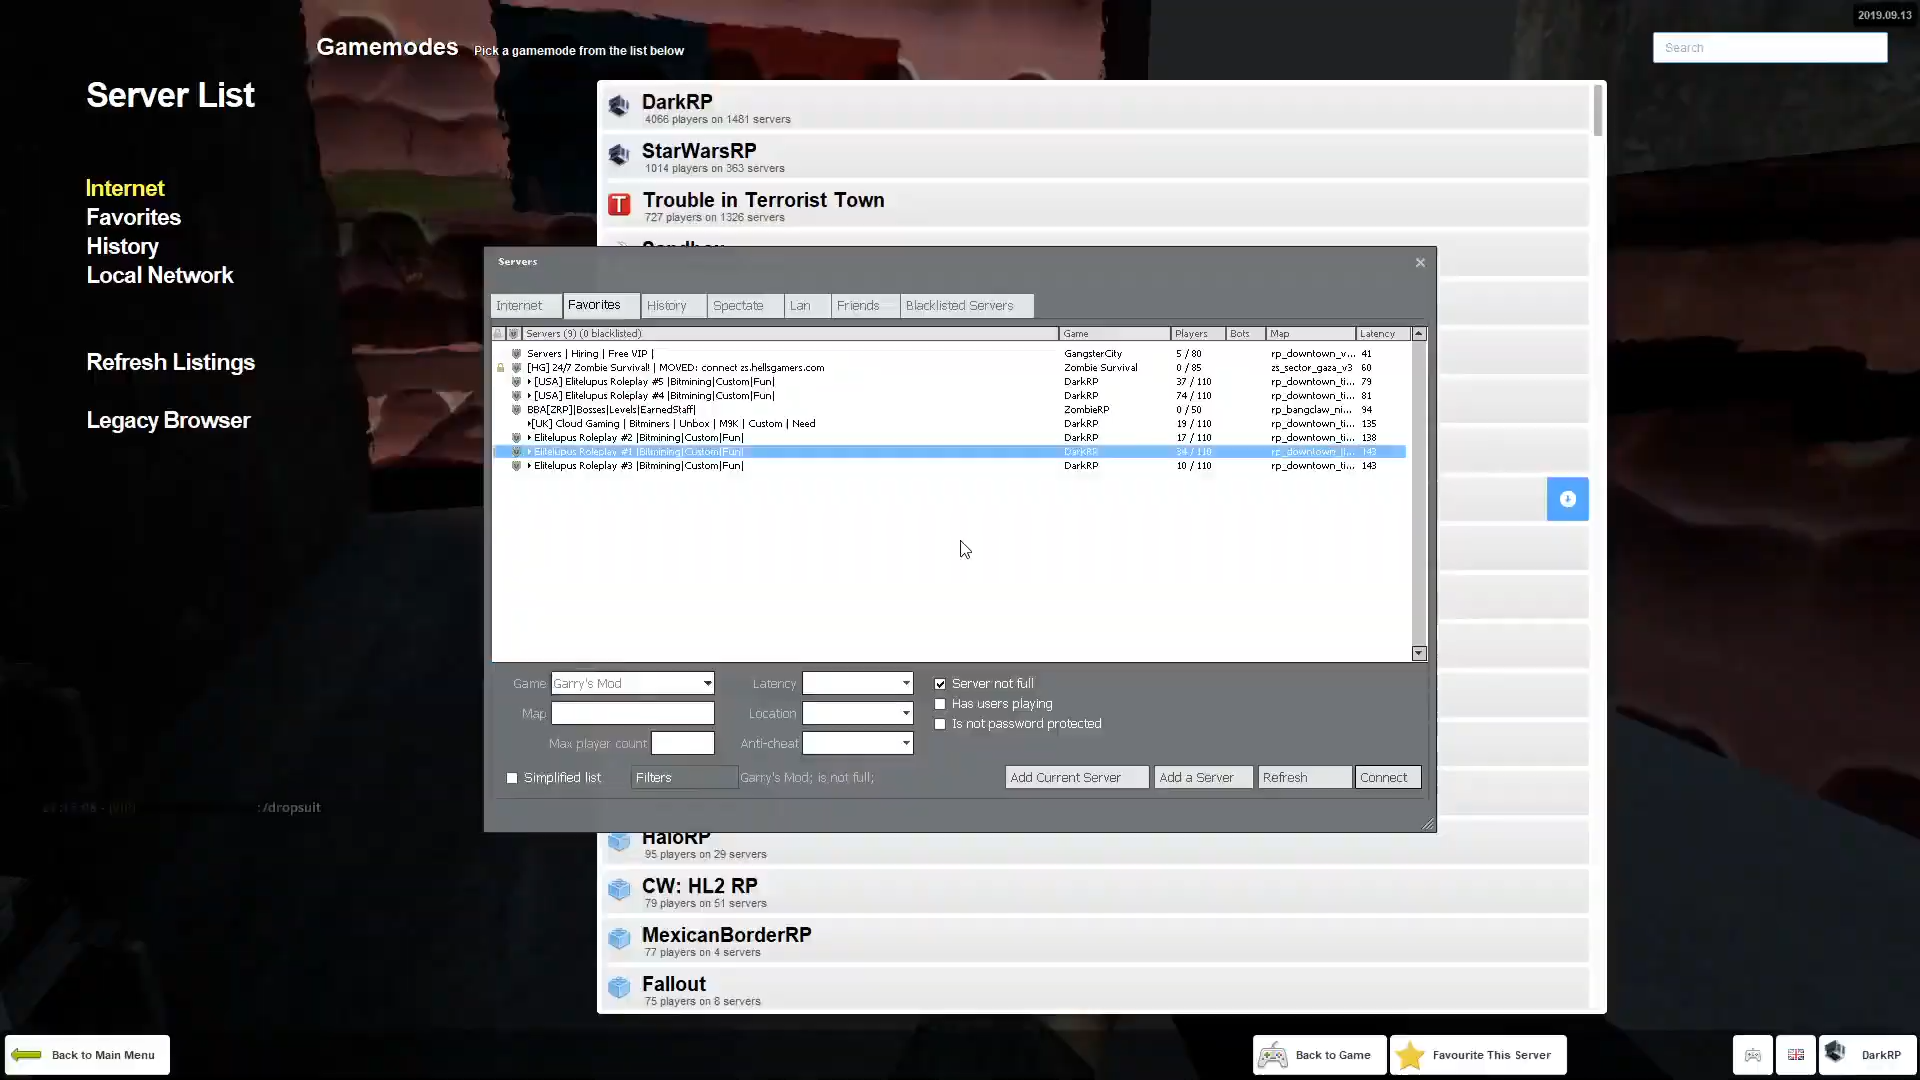 2019.09.13
Gamemodes Pick a gamemode from the list below
Search
Server List
Internet
Favorites
History
Local Network
Refresh Listings
Legacy Browser
DarkRP
4066 players on 1481 servers
StarWarsRP
1014 players on 363 servers
Trouble in Terrorist Town
727 players on 1326 servers
Sandbox
Servers
Internet Favorites History Spectate Lan Friends Blacklisted Servers
Servers (9) (0 blacklisted) Game Players Bots Map Latency
Servers | Hiring | Free VIP | GangsterCity 5 / 80 rp_downtown_v... 41
[HG] 24/7 Zombie Survival! | MOVED: connect zs.hellsgamers.com Zombie Survival 0 / 85 zs_sector_gaza_v3 60
[USA] Elitelupus Roleplay #5 |Bitmining|Custom|Fun| DarkRP 37 / 110 rp_downtown_ti... 79
[USA] Elitelupus Roleplay #4 |Bitmining|Custom|Fun| DarkRP 74 / 110 rp_downtown_ti... 81
BBA[ZRP]|Bosses|Levels|EarnedStaff| ZombieRP 0 / 50 rp_bangclaw_ni... 94
[UK] Cloud Gaming | Bitminers | Unbox | M9K | Custom | Need DarkRP 19 / 110 rp_downtown_ti... 135
Elitelupus Roleplay #2 |Bitmining|Custom|Fun| DarkRP 17 / 110 rp_downtown_ti... 138
Elitelupus Roleplay #1 |Bitmining|Custom|Fun| DarkRP 34 / 110 rp_downtown_ti... 143
Elitelupus Roleplay #3 |Bitmining|Custom|Fun| DarkRP 10 / 110 rp_downtown_ti... 143
Game Garry's Mod Latency Server not full
Map Location Has users playing
Is not password protected
Max player count Anti-cheat
Simplified list Filters Garry's Mod; is not full; Add Current Server Add a Server Refresh Connect
:/dropsuit
HaloRP
95 players on 29 servers
CW: HL2 RP
79 players on 51 servers
MexicanBorderRP
77 players on 4 servers
Fallout
75 players on 8 servers
Back to Main Menu Back to Game Favourite This Server DarkRP